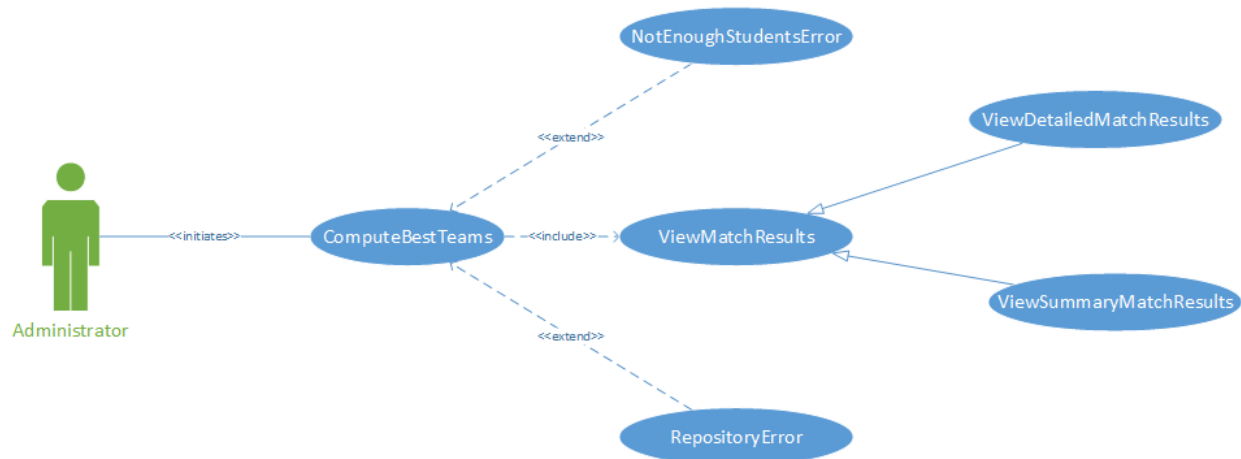 NotEnoughStudentsError
ViewDetailedMatchResults
<<extend>>
<<initiates>>
ComputeBestTeams
<<include>>
ViewMatchResults
ViewSummaryMatchResults
Administrator
<<extend>>
RepositoryError